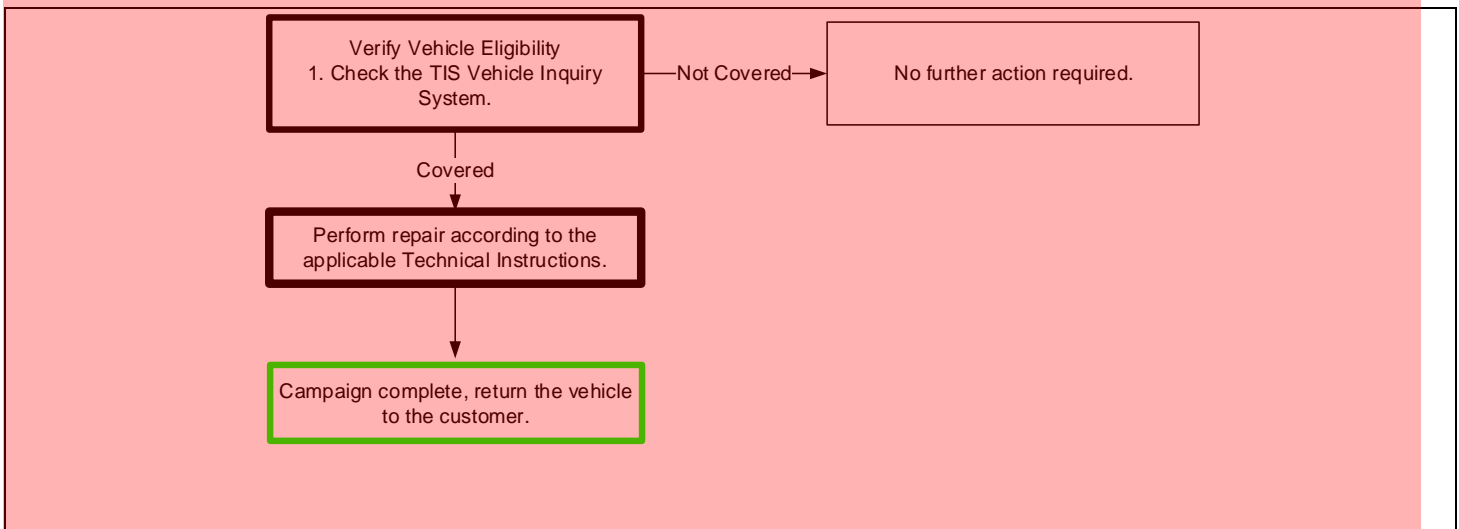 Verify Vehicle Eligibility
1. Check the TIS Vehicle Inquiry
System.
Not Covered
No further action required.
Covered
Perform repair according to the
applicable Technical Instructions.
Campaign complete, return the vehicle
to the customer.